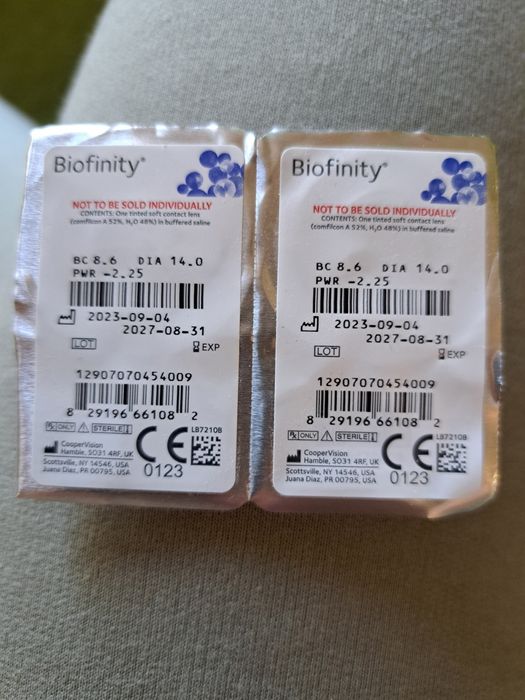 Biofinity®
NOT TO BE SOLD INDIVIDUALLY
CONTENTS: One tinted soft contact lens
(comfilcon A 52%, H₂O 48%) in buffered saline
BC 8.6 DIA 14.0
PWR -2.25
2023-09-04
2027-08-31
LOT
EXP
12907070454009
8 29196 66108 2
Rx ONLY
STERILE
LB7210B
CooperVision
Hamble, SO31 4RF, UK
Scottsville, NY 14546, USA
Juana Diaz, PR 00795, USA
CE
0123
Biofinity®
NOT TO BE SOLD INDIVIDUALLY
CONTENTS: One tinted soft contact lens
(comfilcon A 52%, H₂O 48%) in buffered saline
BC 8.6 DIA 14.0
PWR -2.25
2023-09-04
2027-08-31
LOT
EXP
12907070454009
8 29196 66108 2
Rx ONLY
STERILE
LB7210B
CooperVision
Hamble, SO31 4RF, UK
Scottsville, NY 14546, USA
Juana Diaz, PR 00795, USA
CE
0123